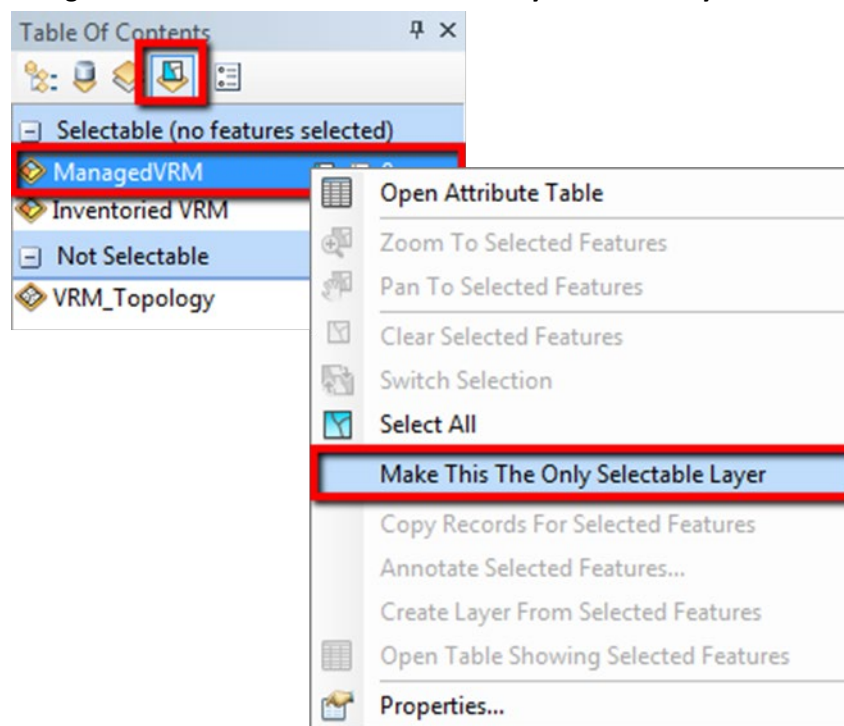 Table Of Contents
Selectable (no features selected)
ManagedVRM
Inventoried VRM
Not Selectable
VRM_Topology
Open Attribute Table
Zoom To Selected Features
Pan To Selected Features
Clear Selected Features
Switch Selection
Select All
Make This The Only Selectable Layer
Copy Records For Selected Features
Annotate Selected Features...
Create Layer From Selected Features
Open Table Showing Selected Features
Properties...